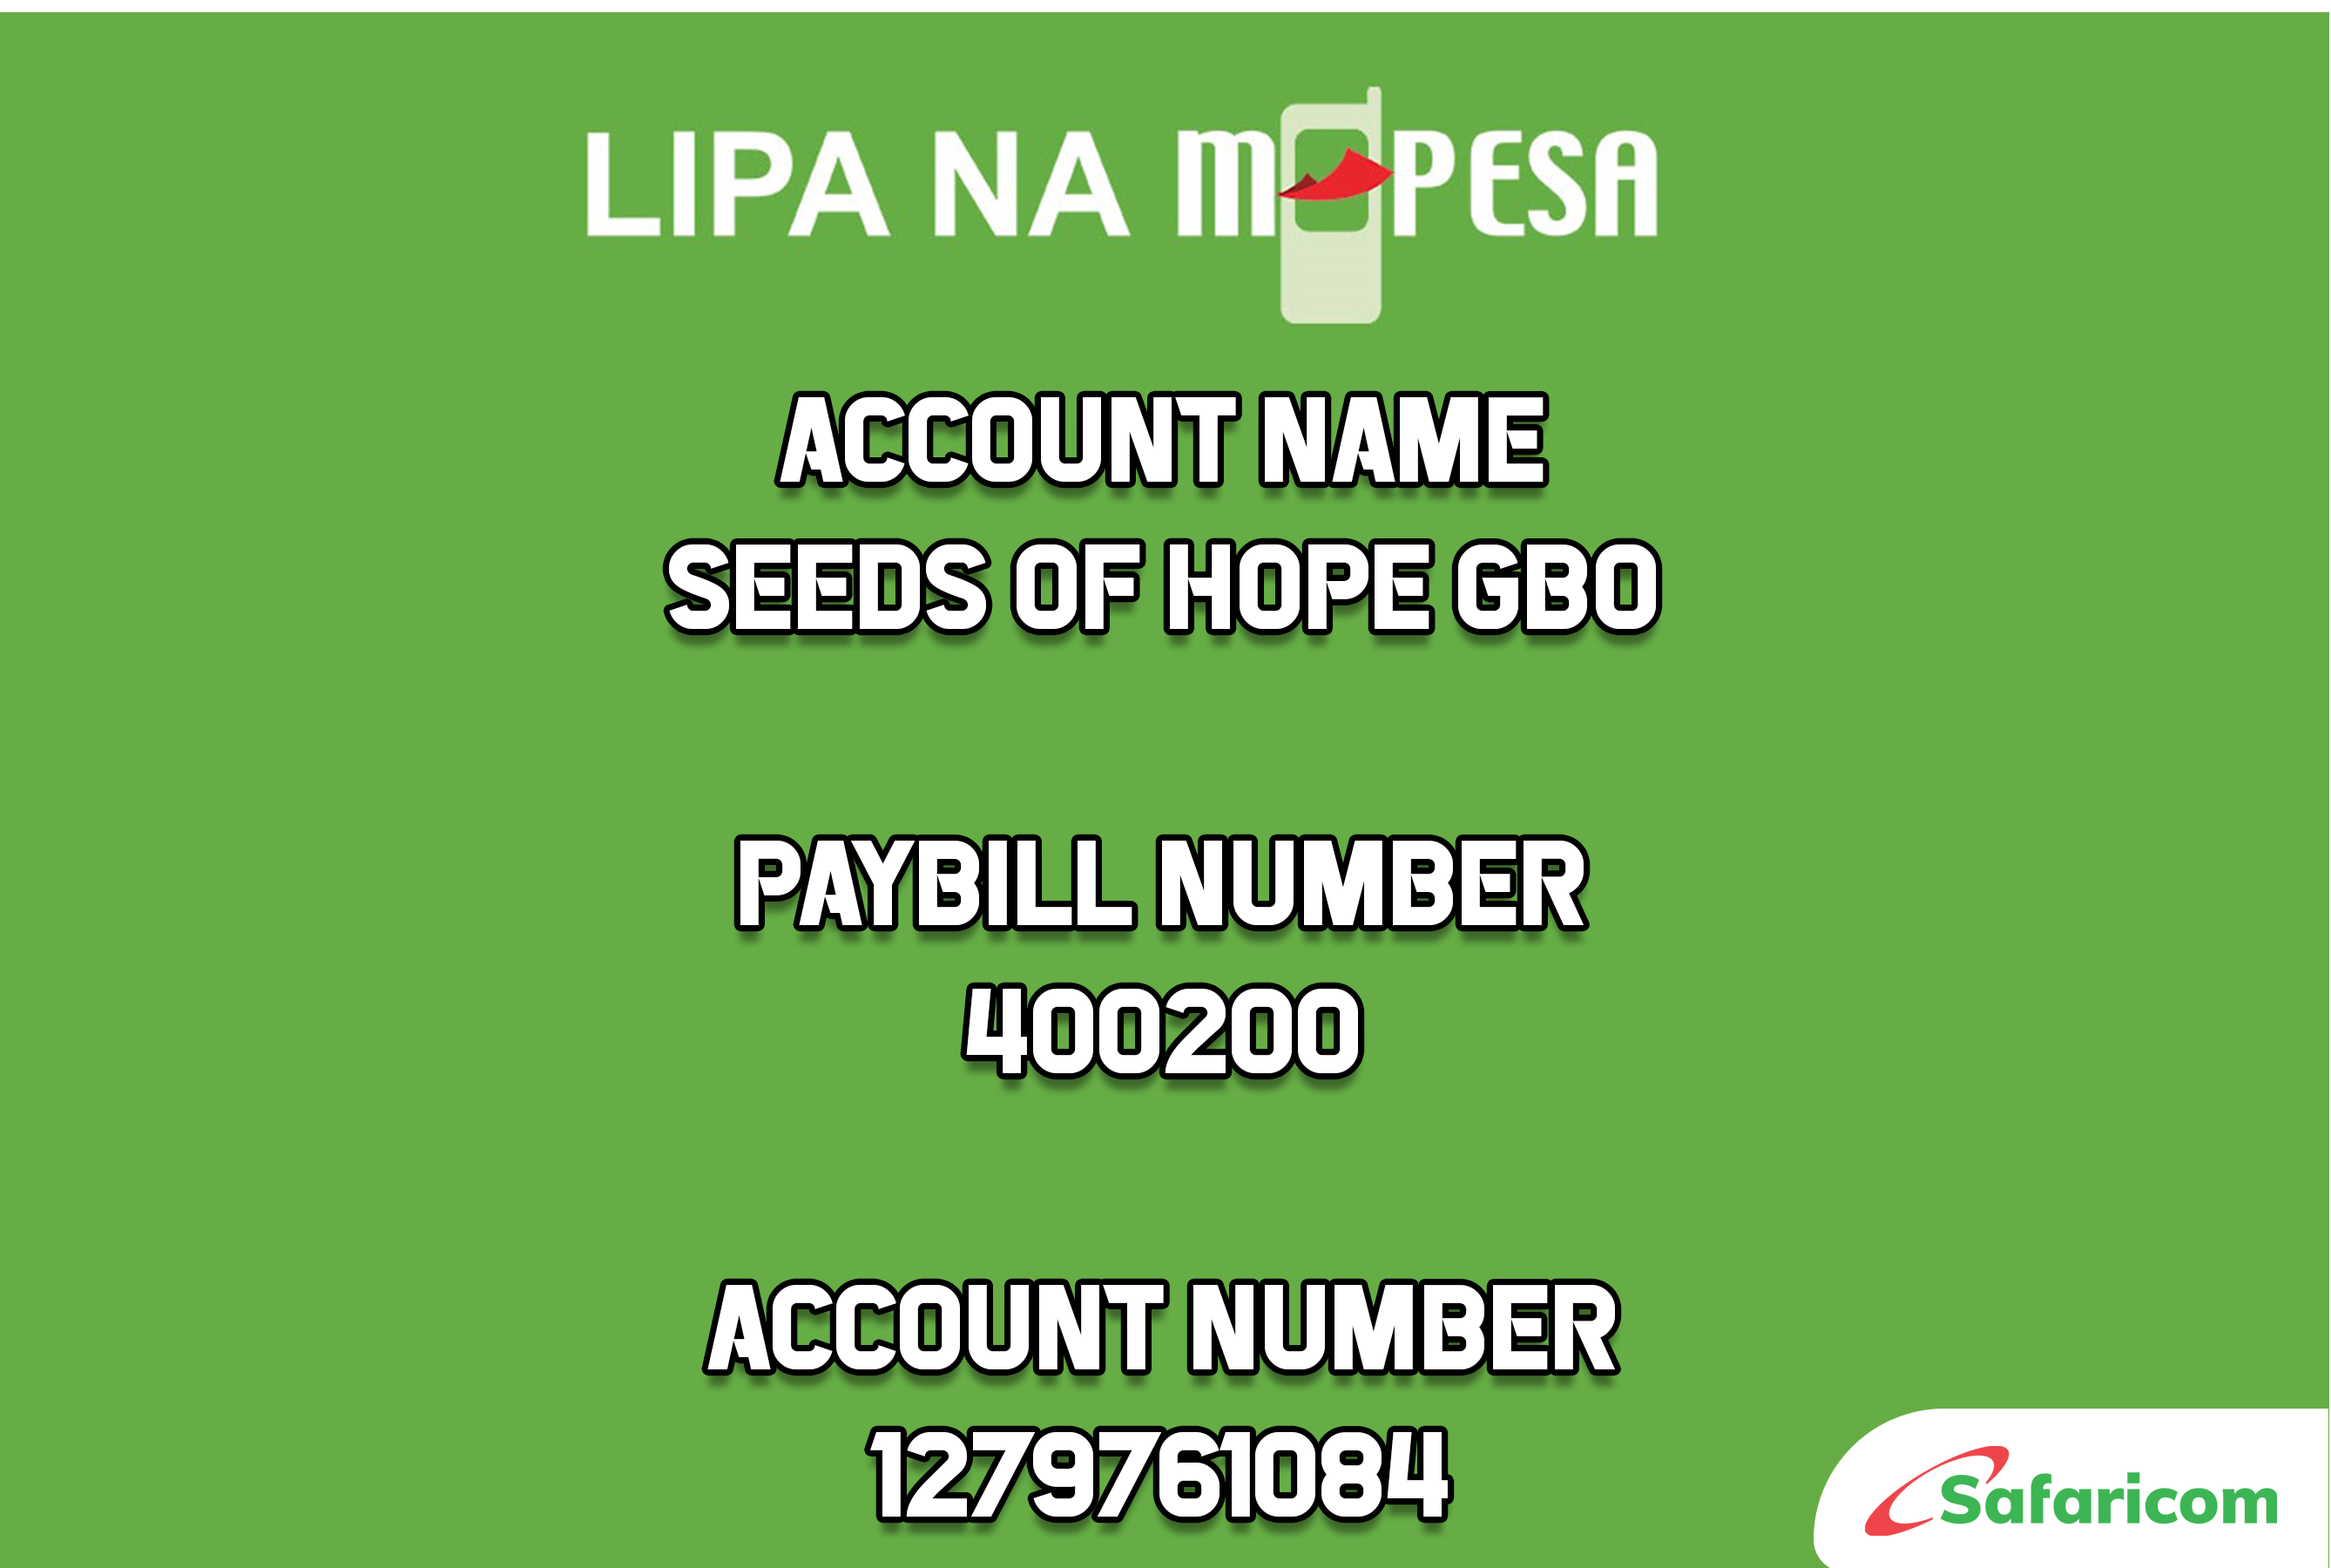 LIPA NA M-PESA
ACCOUNT NAME
SEEDS OF HOPE GBO
PAYBILL NUMBER
400200
ACCOUNT NUMBER
1279761084
Safaricom